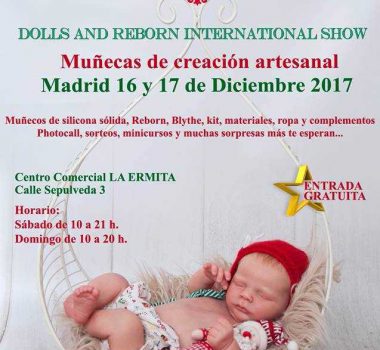 DOLLS AND REBORN INTERNATIONAL SHOW
Muñecas de creación artesanal
Madrid 16 y 17 de Diciembre 2017
Muñecos de silicona sólida, Reborn, Blythe, kit, materiales, ropa y complementos
Photocall, sorteos, minicursos y muchas sorpresas más te esperan...
Centro Comercial LA ERMITA
Calle Sepulveda 3
ENTRADA
GRATUITA
Horario:
Sábado de 10 a 21 h.
Domingo de 10 a 20 h.